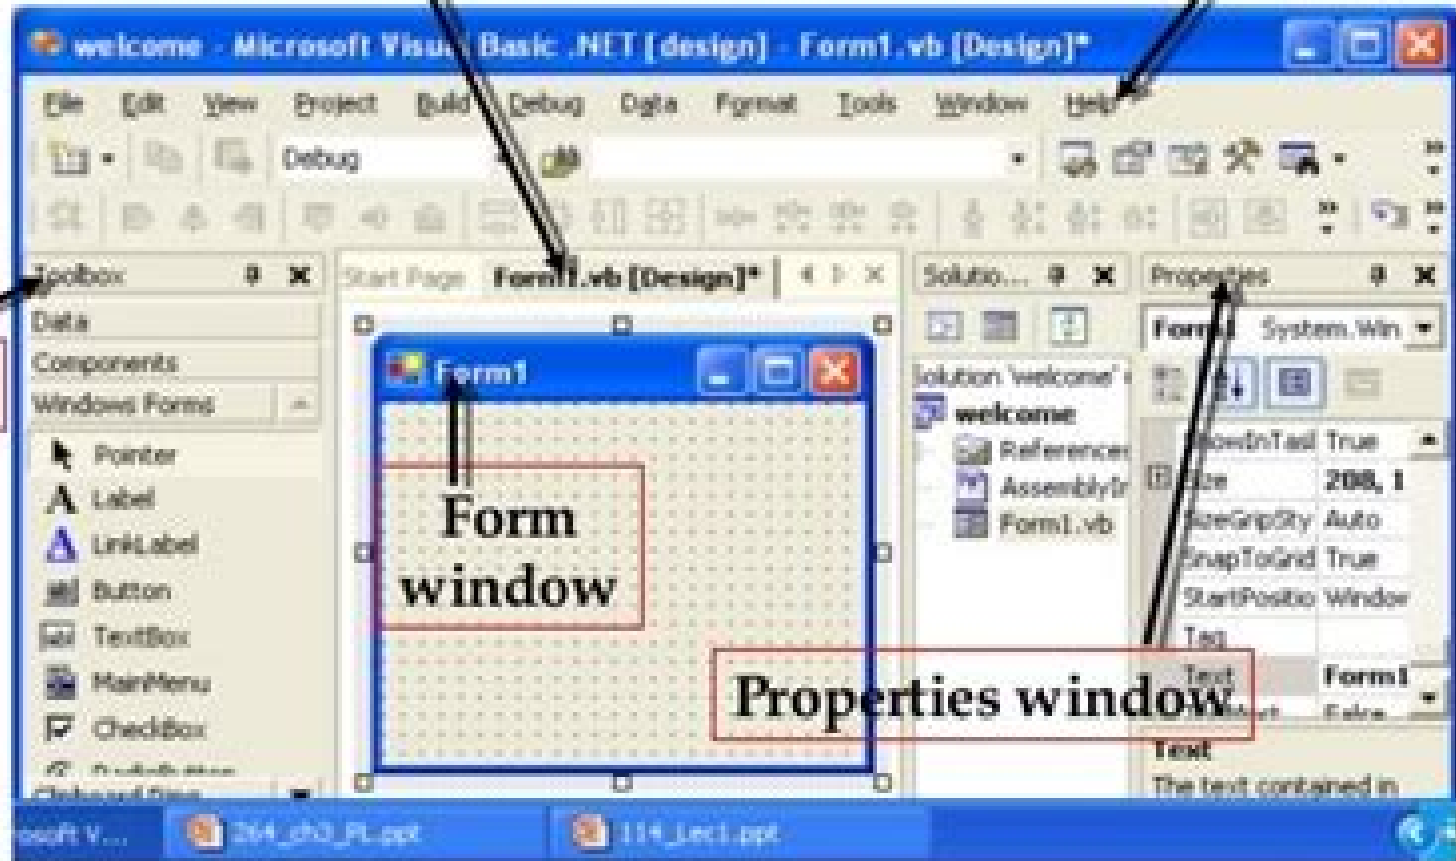 welcome - Microsoft Visual Basic .NET [design] - Form1.vb [Design]*
File Edit View Project Build Debug Data Format Tools Window Help
Debug
Toolbox
Start Page Form1.vb [Design]*
Solutio...
Properties
Data
Components
Windows Forms
Pointer
Label
LinkLabel
Button
TextBox
MainMenu
CheckBox
Form1
Form
window
Solution 'welcome'
welcome
References
Form1.vb
Form1 System.Win
True
Size 208, 1
SizeGripSty Auto
SnapToGrid True
StartPositio Window
Tag
Text Form1
Properties window
Text
The text contained in
osoft V...
264_ch3_PL.ppt
114_Lec1.ppt